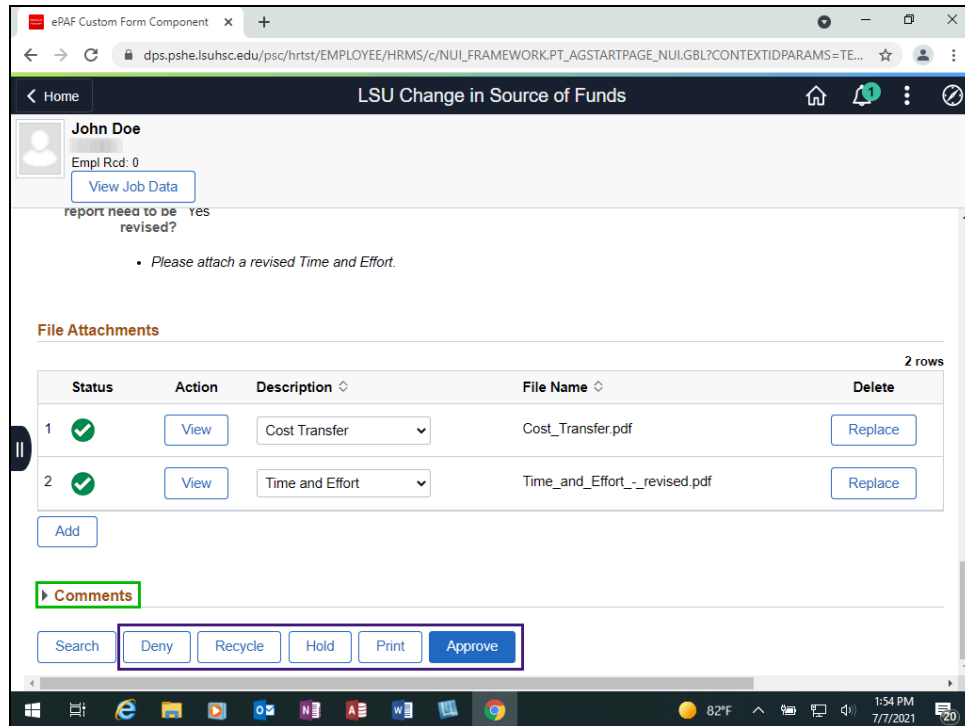 ePAF Custom Form Component
dps.pshe.lsuhsc.edu/psc/hrtst/EMPLOYEE/HRMS/c/NUI_FRAMEWORK.PT_AGSTARTPAGE_NUI.GBL?CONTEXTIDPARAMS=TE...
Home
LSU Change in Source of Funds
1
John Doe
Empl Rcd: 0
View Job Data
report need to be Yes
revised?
• Please attach a revised Time and Effort.
File Attachments
2 rows
Status Action Description File Name Delete
1 View Cost Transfer Cost_Transfer.pdf Replace
2 View Time and Effort Time_and_Effort_-_revised.pdf Replace
Add
Comments
Search Deny Recycle Hold Print Approve
82°F
1:54 PM
7/7/2021
20